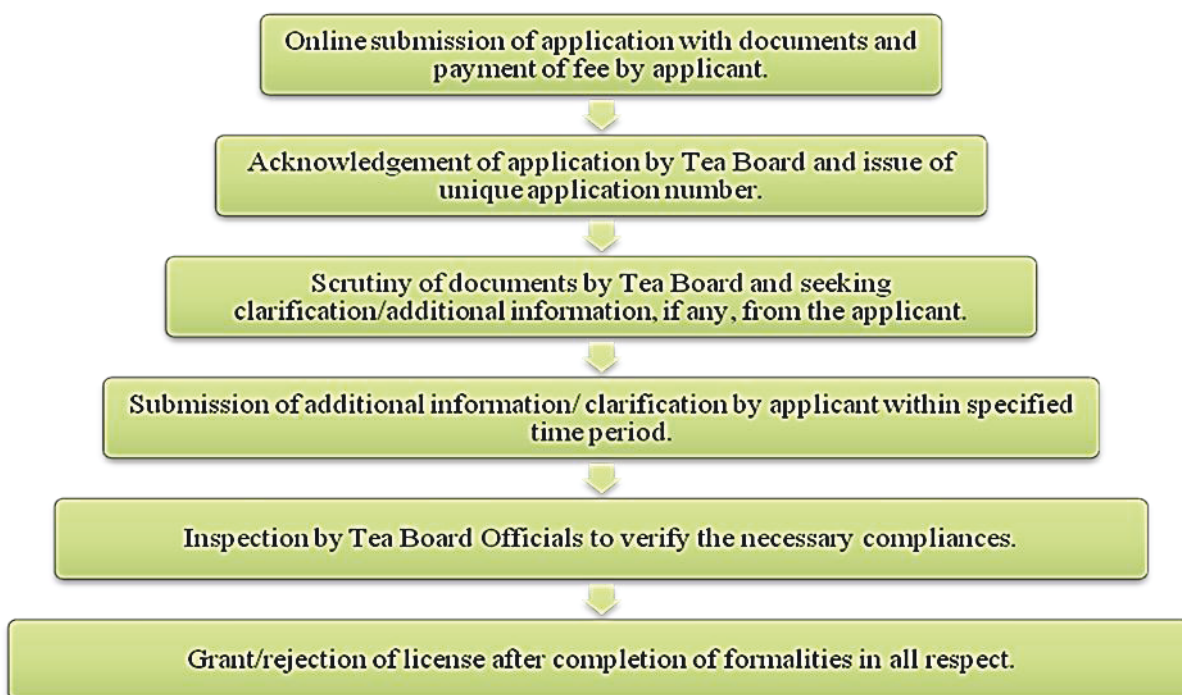 Online submission of application with documents and
payment of fee by applicant.
Acknowledgement of application by Tea Board and issue of
unique application number.
Scrutiny of documents by Tea Board and seeking
clarification/additional information, if any, from the applicant.
Submission of additional information/ clarification by applicant within specified
time period.
Inspection by Tea Board Officials to verify the necessary compliances.
Grant/rejection of license after completion of formalities in all respect.